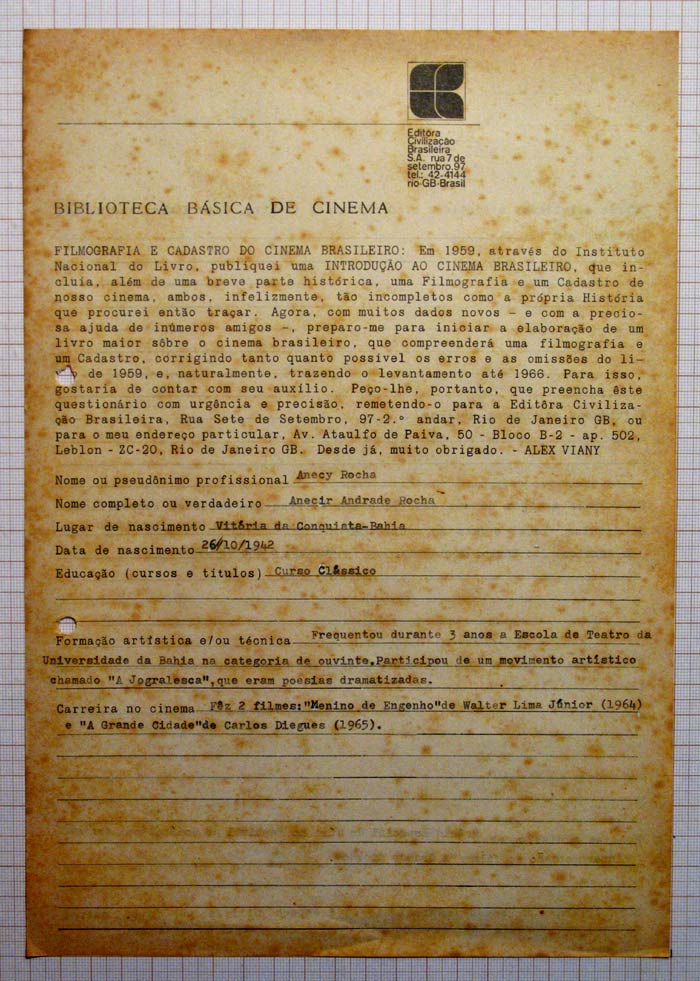 Editôra
Civilização
Brasileira
S.A. rua 7 de
setembro, 97
tel.: 42-4144
rio-GB-Brasil
BIBLIOTECA BÁSICA DE CINEMA
FILMOGRAFIA E CADASTRO DO CINEMA BRASILEIRO: Em 1959, através do Instituto
Nacional do Livro, publiquei uma INTRODUÇÃO AO CINEMA BRASILEIRO, que in-
cluía, além de uma breve parte histórica, uma Filmografia e um Cadastro de
nosso cinema, ambos, infelizmente, tão incompletos como a própria História
que procurei então traçar. Agora, com muitos dados novos - e com a precio-
sa ajuda de inúmeros amigos -, preparo-me para iniciar a elaboração de um
livro maior sôbre o cinema brasileiro, que compreenderá uma filmografia e
um Cadastro, corrigindo tanto quanto possível os erros e as omissões do li-
de 1959, e, naturalmente, trazendo o levantamento até 1966. Para isso,
gostaria de contar com seu auxílio. Peço-lhe, portanto, que preencha êste
questionário com urgência e precisão, remetendo-o para a Editôra Civiliza-
ção Brasileira, Rua Sete de Setembro, 97-2.º andar, Rio de Janeiro GB, ou
para o meu endereço particular, Av. Ataulfo de Paiva, 50 - Bloco B-2 - ap. 502,
Leblon - ZC-20, Rio de Janeiro GB. Desde já, muito obrigado. - ALEX VIANY
Nome ou pseudônimo profissional Anecy Rocha
Nome completo ou verdadeiro Anecir Andrade Rocha
Lugar de nascimento Vitória da Conquista-Bahia
Data de nascimento 26/10/1942
Educação (cursos e títulos) Curso Clássico
Formação artística e/ou técnica Frequentou durante 3 anos a Escola de Teatro da
Universidade da Bahia na categoria de ouvinte.Participou de um movimento artístico
chamado "A Jogralesca",que eram poesias dramatizadas.
Carreira no cinema Fêz 2 filmes:"Menino de Engenho"de Walter Lima Júnior (1964)
e "A Grande Cidade"de Carlos Diegues (1965).